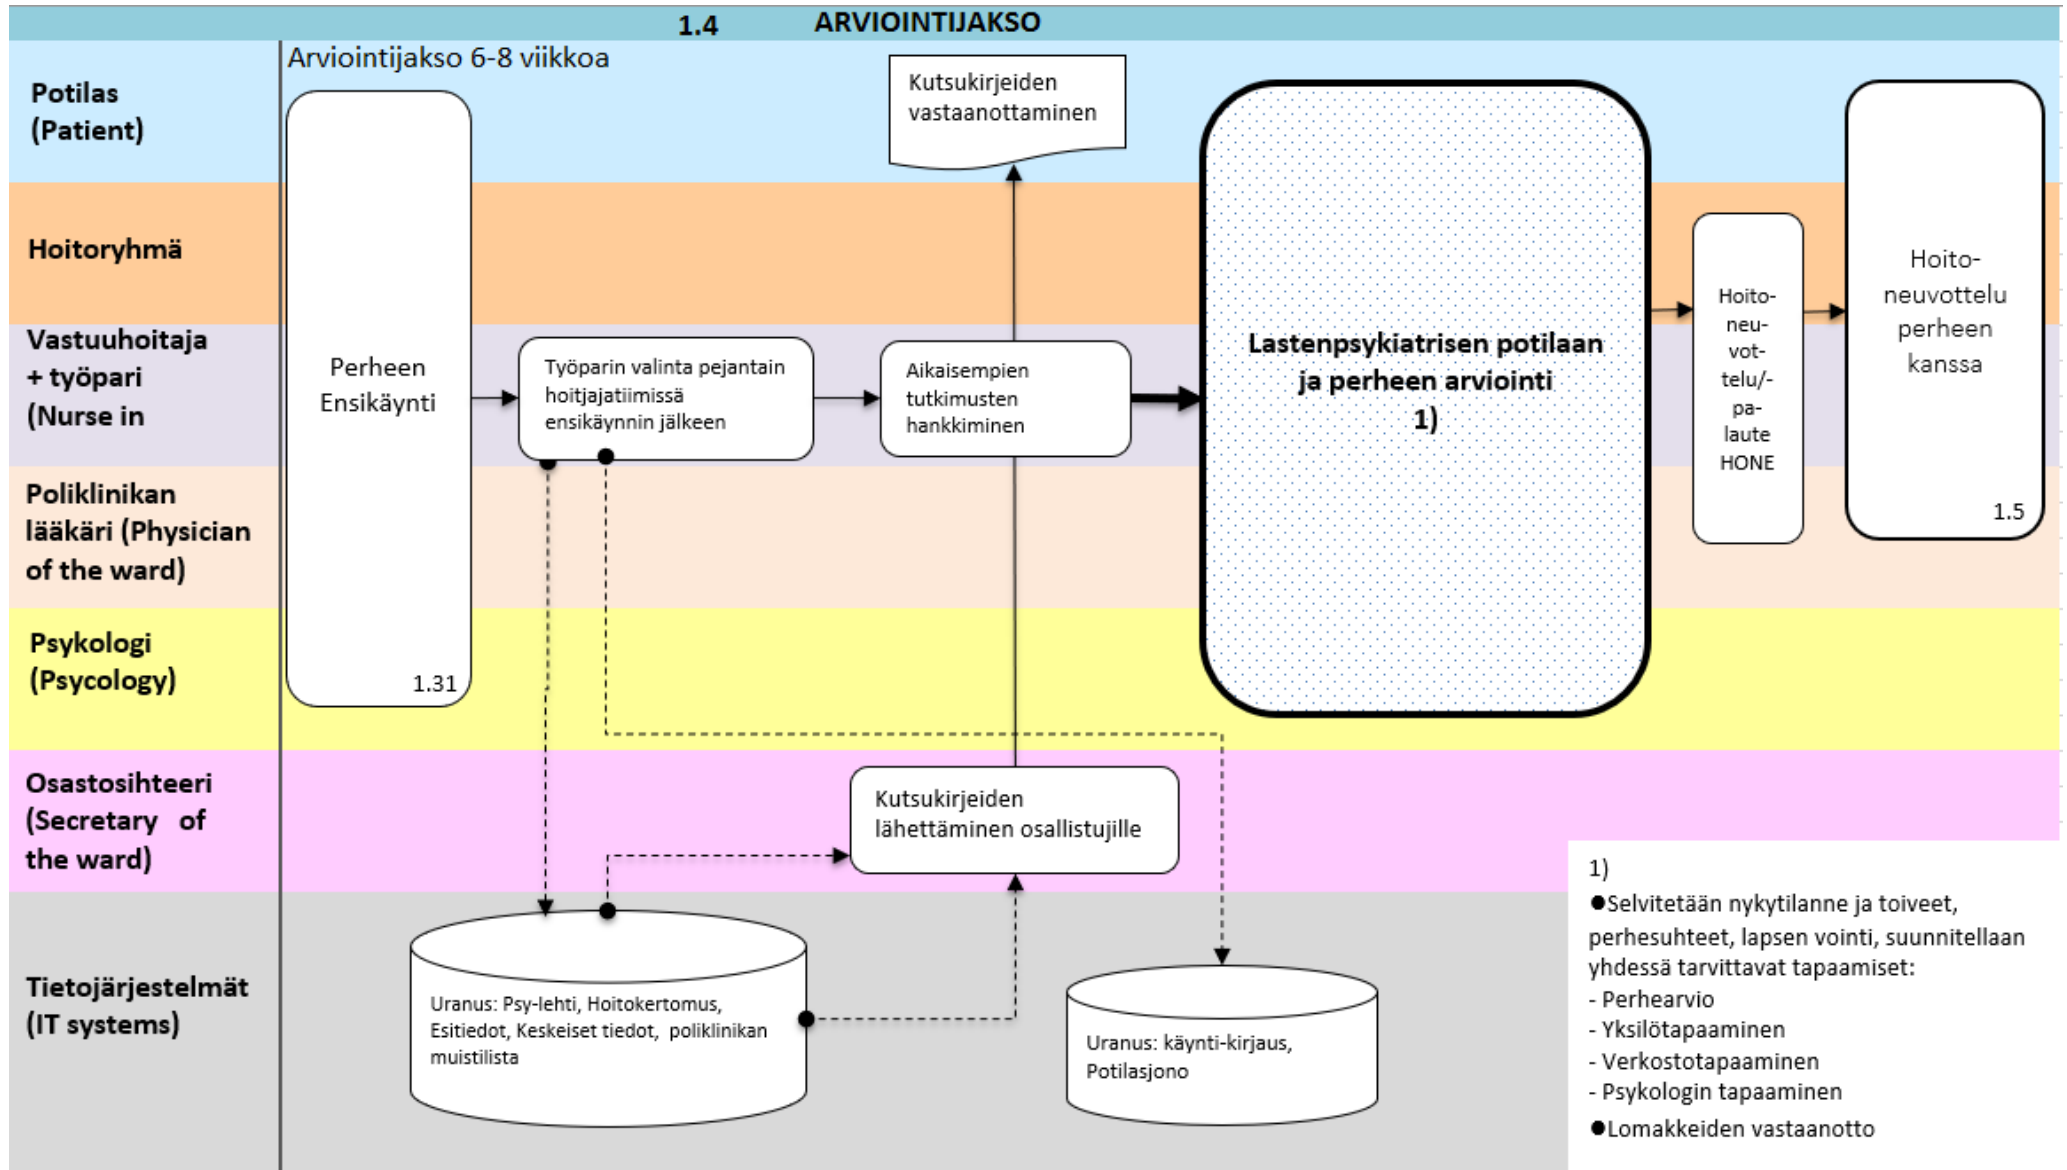 1.4 ARVIOINTIJAKSO
Arviointijakso 6-8 viikkoa
Potilas
(Patient)
Hoitoryhmä
Vastuuhoitaja
+ työpari
(Nurse in
Poliklinikan
lääkäri (Physician
of the ward)
Psykologi
(Psycology)
Osastosihteeri
(Secretary of
the ward)
Tietojärjestelmät
(IT systems)
Perheen
Ensikäynti
1.31
Työparin valinta pejantain
hoitjajatiimissä
ensikäynnin jälkeen
Kutsukirjeiden
vastaanottaminen
Aikaisempien
tutkimusten
hankkiminen
Kutsukirjeiden
lähettäminen osallistujille
Uranus: Psy-lehti, Hoitokertomus,
Esitiedot, Keskeiset tiedot, poliklinikan
muistilista
Uranus: käynti-kirjaus,
Potilasjono
Lastenpsykiatrisen potilaan
ja perheen arviointi
1)
Hoito-
neu-
vot-
telu/-
pa-
laute
HONE
Hoito-
neuvottelu
perheen
kanssa
1.5
1)
●Selvitetään nykytilanne ja toiveet,
perhesuhteet, lapsen vointi, suunnitellaan
yhdessä tarvittavat tapaamiset:
- Perhearvio
- Yksilötapaaminen
- Verkostotapaaminen
- Psykologin tapaaminen
●Lomakkeiden vastaanotto